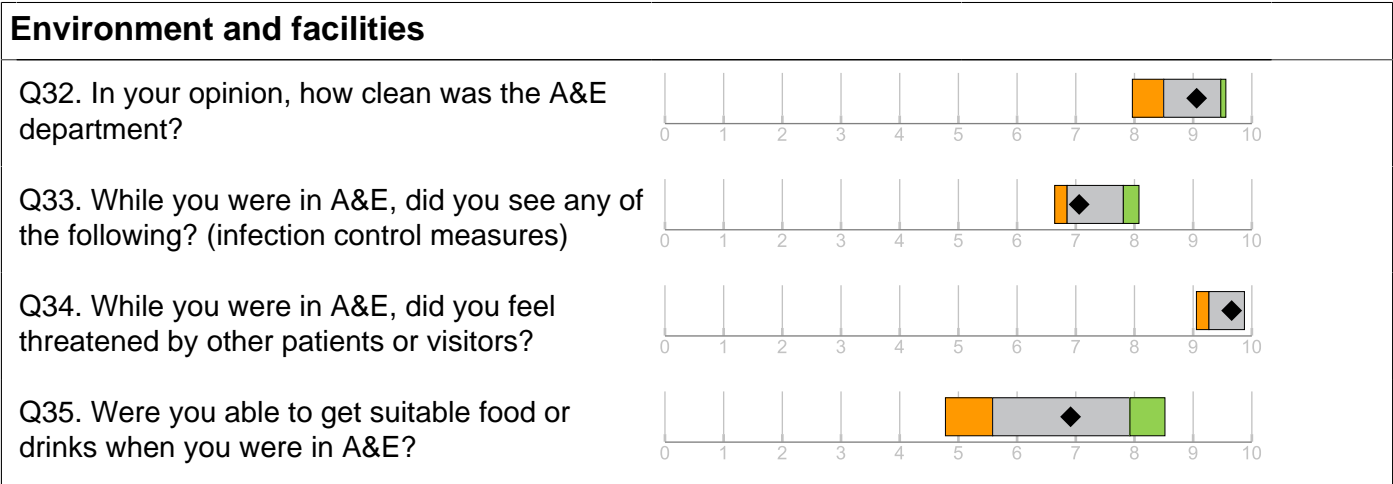 Environment and facilities
Q32. In your opinion, how clean was the A&E
department?
0 1 2 3 4 5 6 7 8 9 10
Q33. While you were in A&E, did you see any of
the following? (infection control measures)
0 1 2 3 4 5 6 7 8 9 10
Q34. While you were in A&E, did you feel
threatened by other patients or visitors?
0 1 2 3 4 5 6 7 8 9 10
Q35. Were you able to get suitable food or
drinks when you were in A&E?
0 1 2 3 4 5 6 7 8 9 10